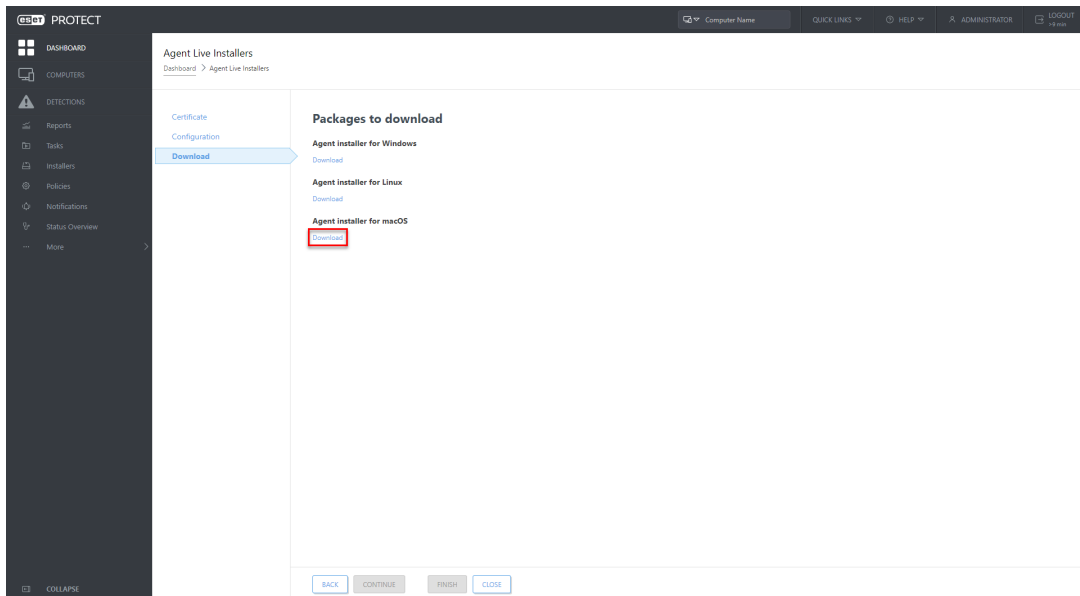 eset PROTECT
Computer Name
QUICK LINKS
HELP
ADMINISTRATOR
LOGOUT
>9 min
DASHBOARD
COMPUTERS
DETECTIONS
Reports
Tasks
Installers
Policies
Notifications
Status Overview
More
COLLAPSE
Agent Live Installers
Dashboard > Agent Live Installers
Certificate
Configuration
Download
Packages to download
Agent installer for Windows
Download
Agent installer for Linux
Download
Agent installer for macOS
Download
BACK
CONTINUE
FINISH
CLOSE